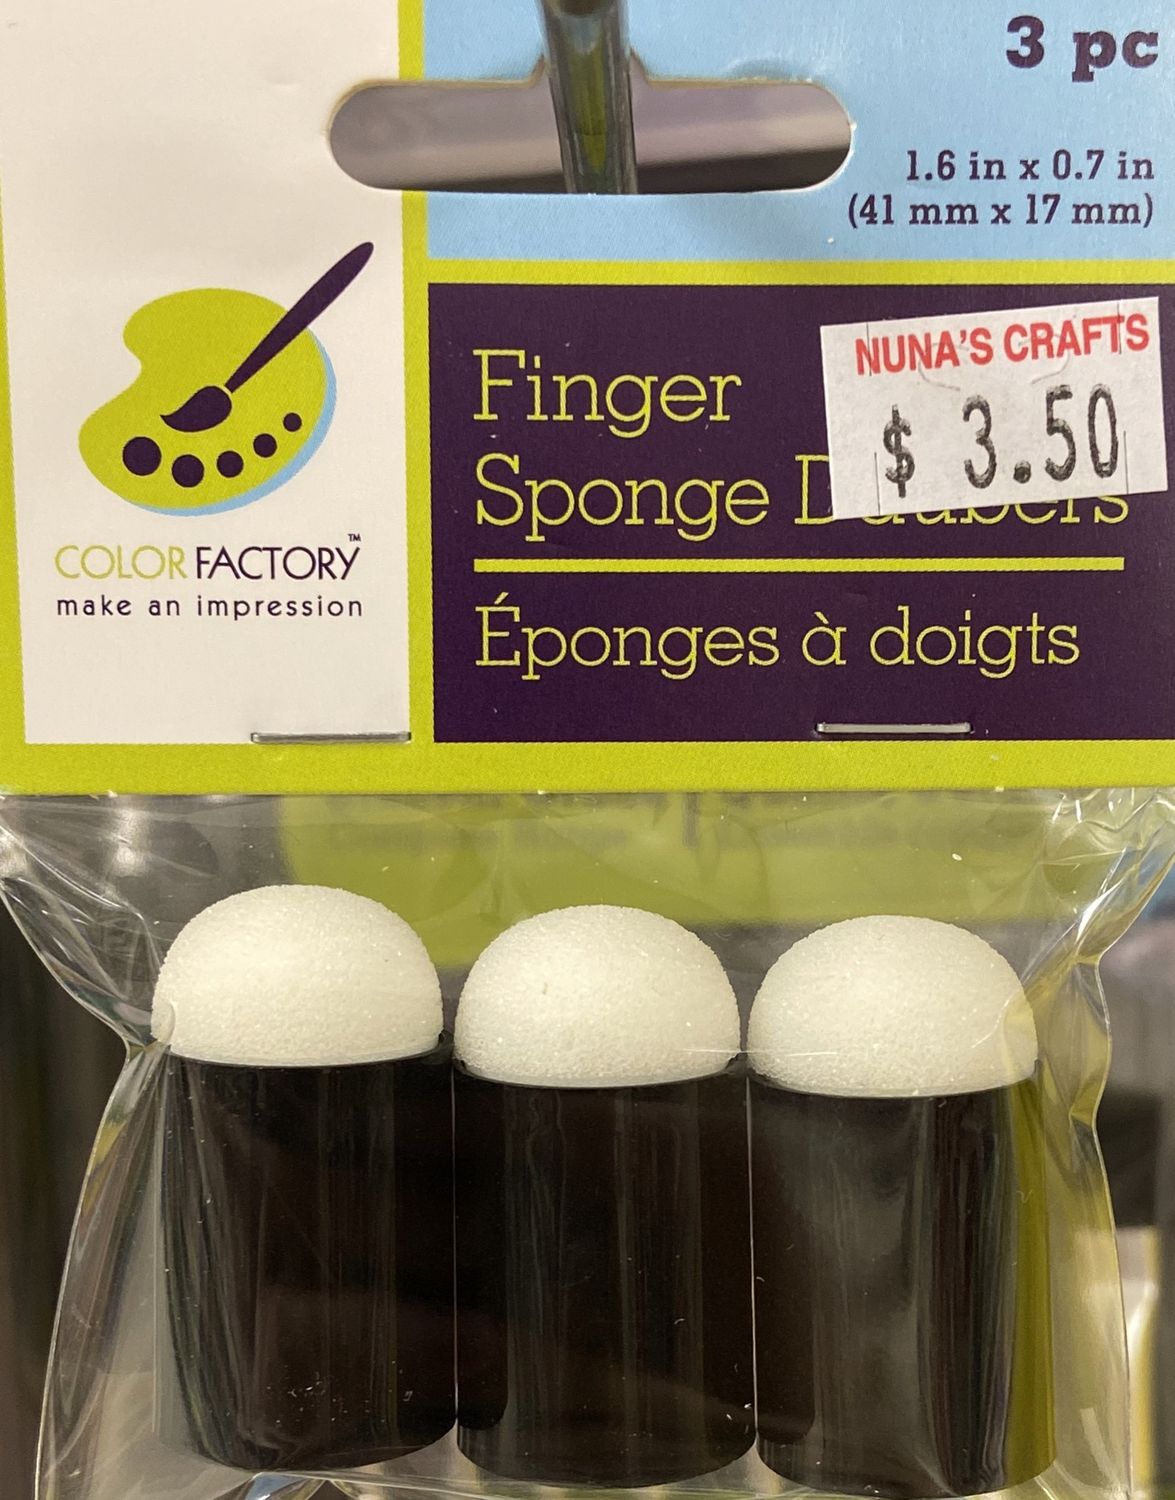 3 pc
1.6 in x 0.7 in
(41 mm x 17 mm)
NUNA'S CRAFTS
$ 3.50
Finger
Sponge Daubers
Éponges à doigts
COLOR FACTORY™
make an impression